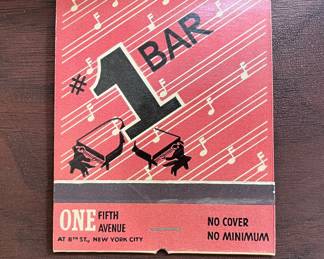 #1 BAR
ONE FIFTH AVENUE
AT 8TH ST., NEW YORK CITY
NO COVER
NO MINIMUM